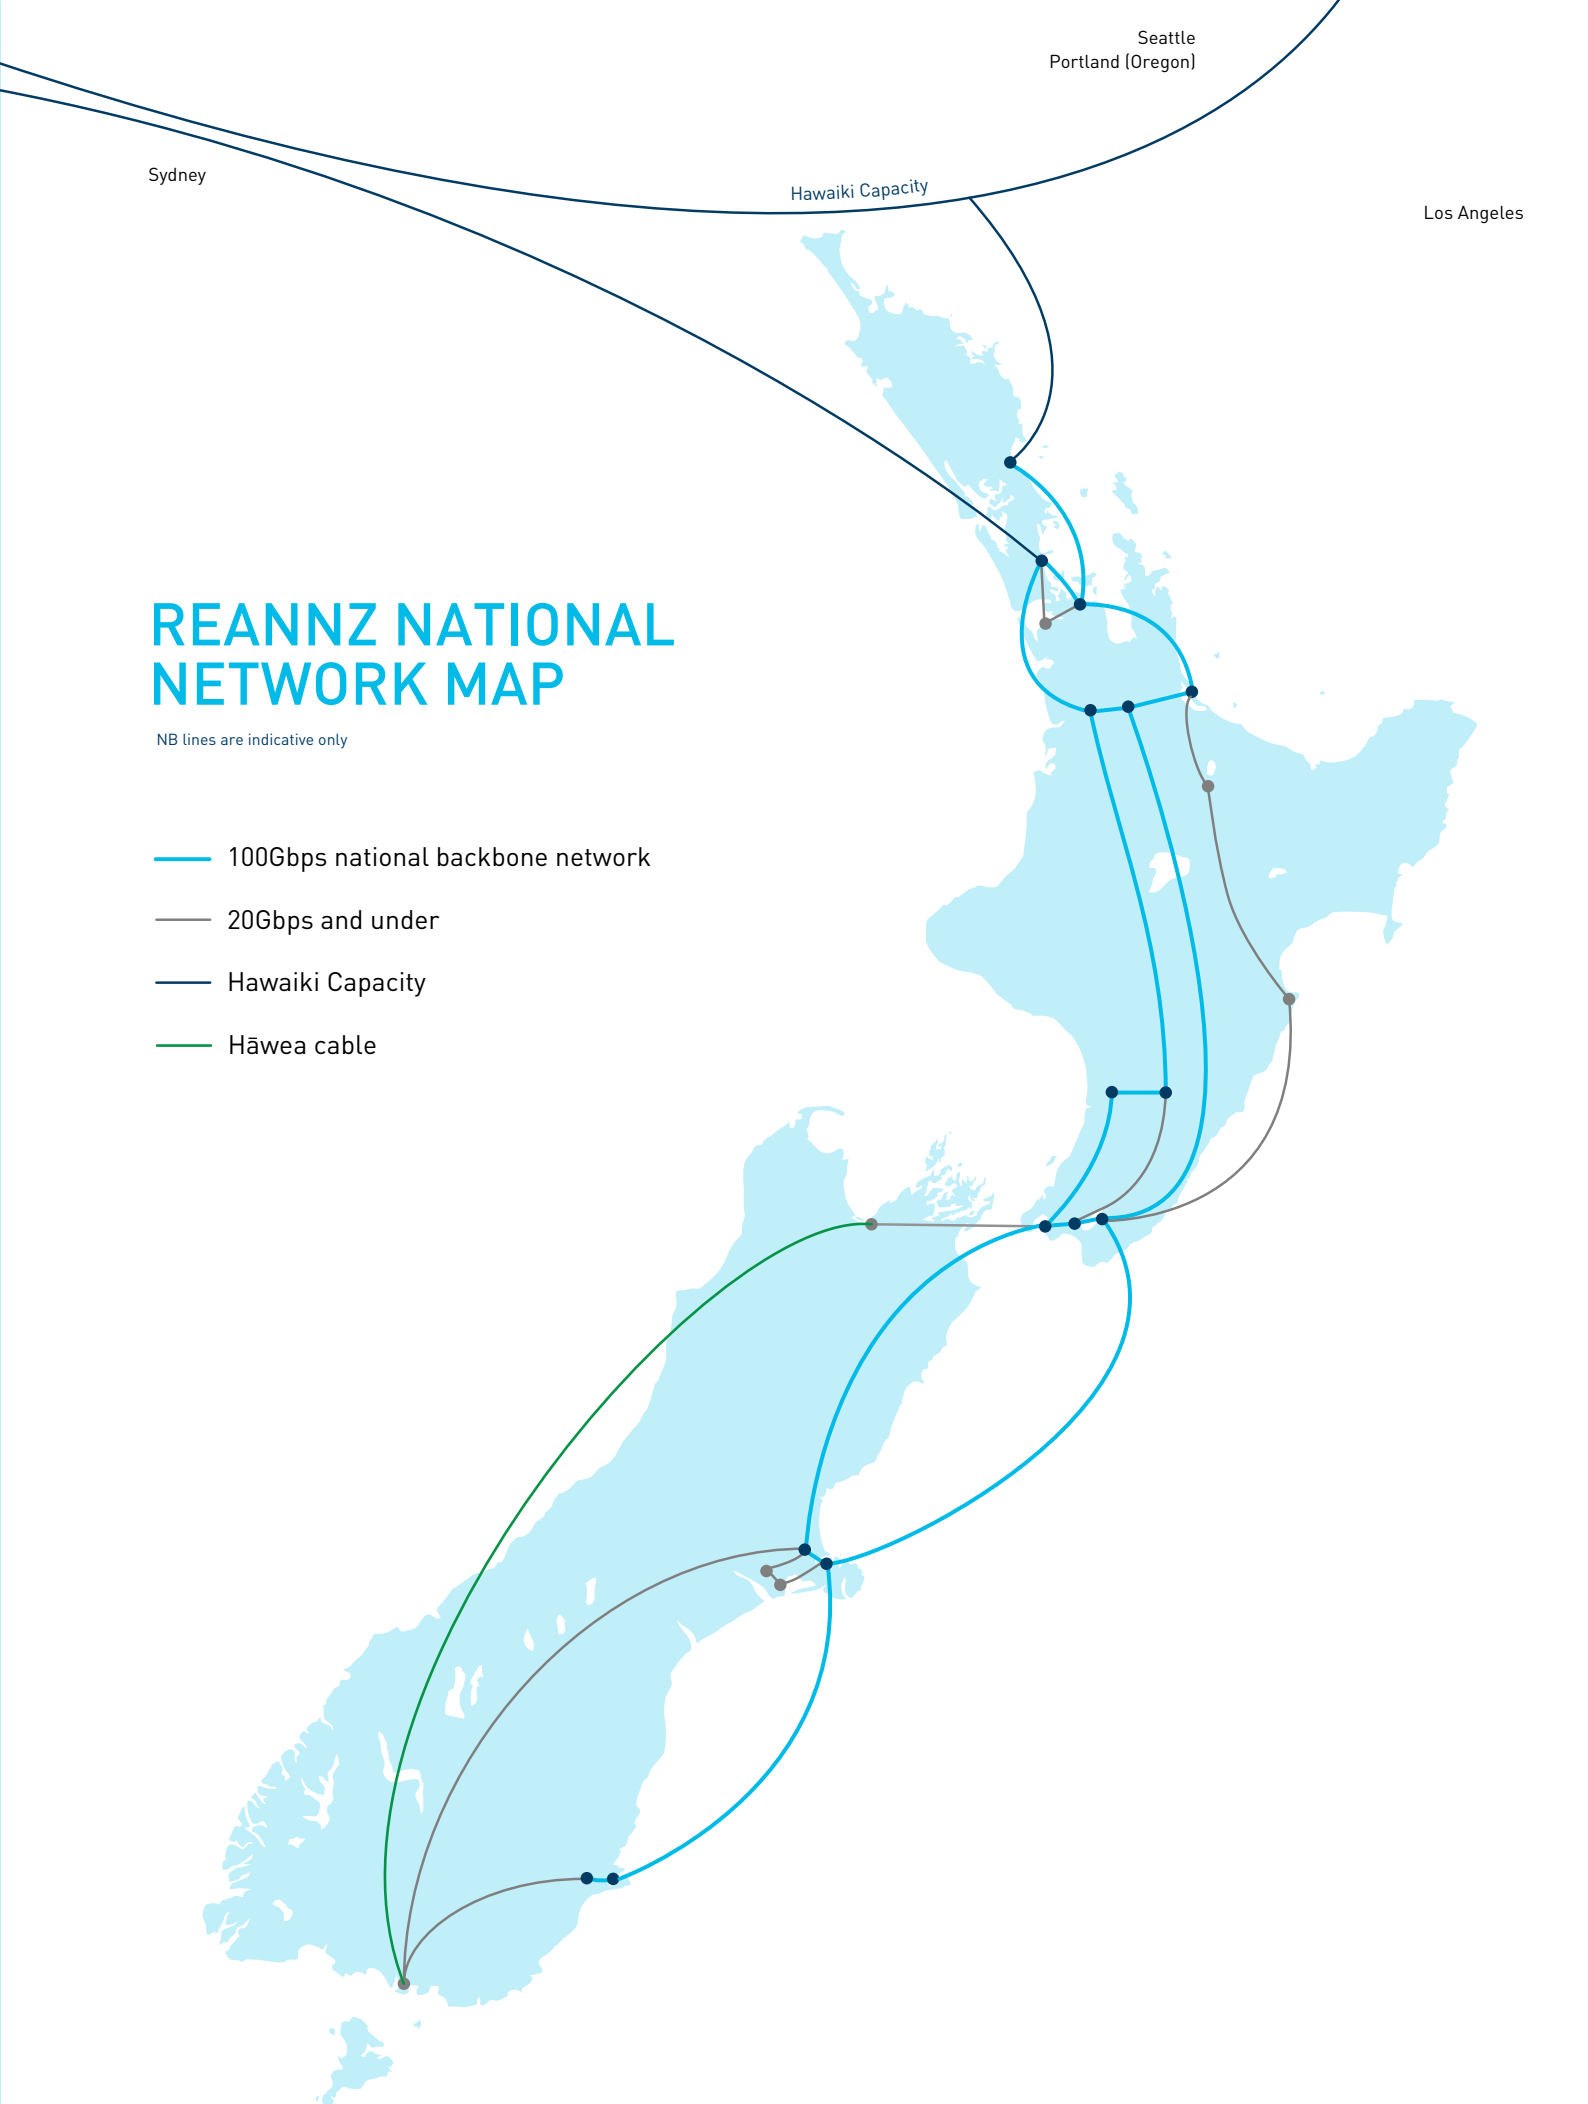 Seattle
Portland (Oregon)
Sydney
Hawaiki Capacity
Los Angeles
REANNZ NATIONAL
NETWORK MAP
NB lines are indicative only
100Gbps national backbone network
20Gbps and under
Hawaiki Capacity
Hāwea cable